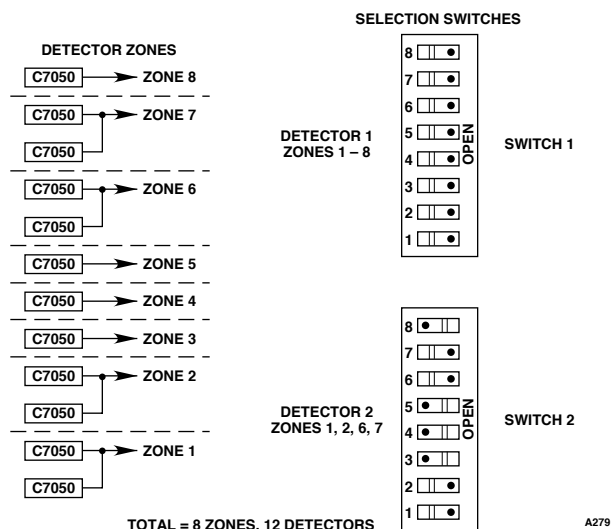 DETECTOR ZONES
C7050 ZONE 8
C7050 ZONE 7
C7050
C7050 ZONE 6
C7050
C7050 ZONE 5
C7050 ZONE 4
C7050 ZONE 3
C7050 ZONE 2
C7050
C7050 ZONE 1
C7050
SELECTION SWITCHES
DETECTOR 1
ZONES 1 – 8
8
7
6
5
4
3
2
1
OPEN
SWITCH 1
DETECTOR 2
ZONES 1, 2, 6, 7
8
7
6
5
4
3
2
1
OPEN
SWITCH 2
TOTAL = 8 ZONES, 12 DETECTORS
A279